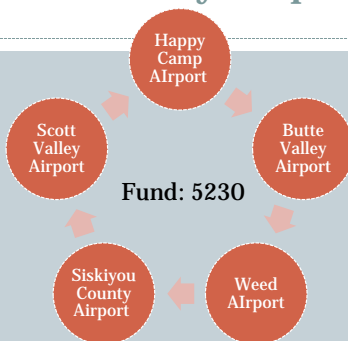 Happy
Camp
AIrport
Butte
Valley
Airport
Weed
AIrport
Siskiyou
County
Airport
Scott
Valley
Airport
Fund: 5230